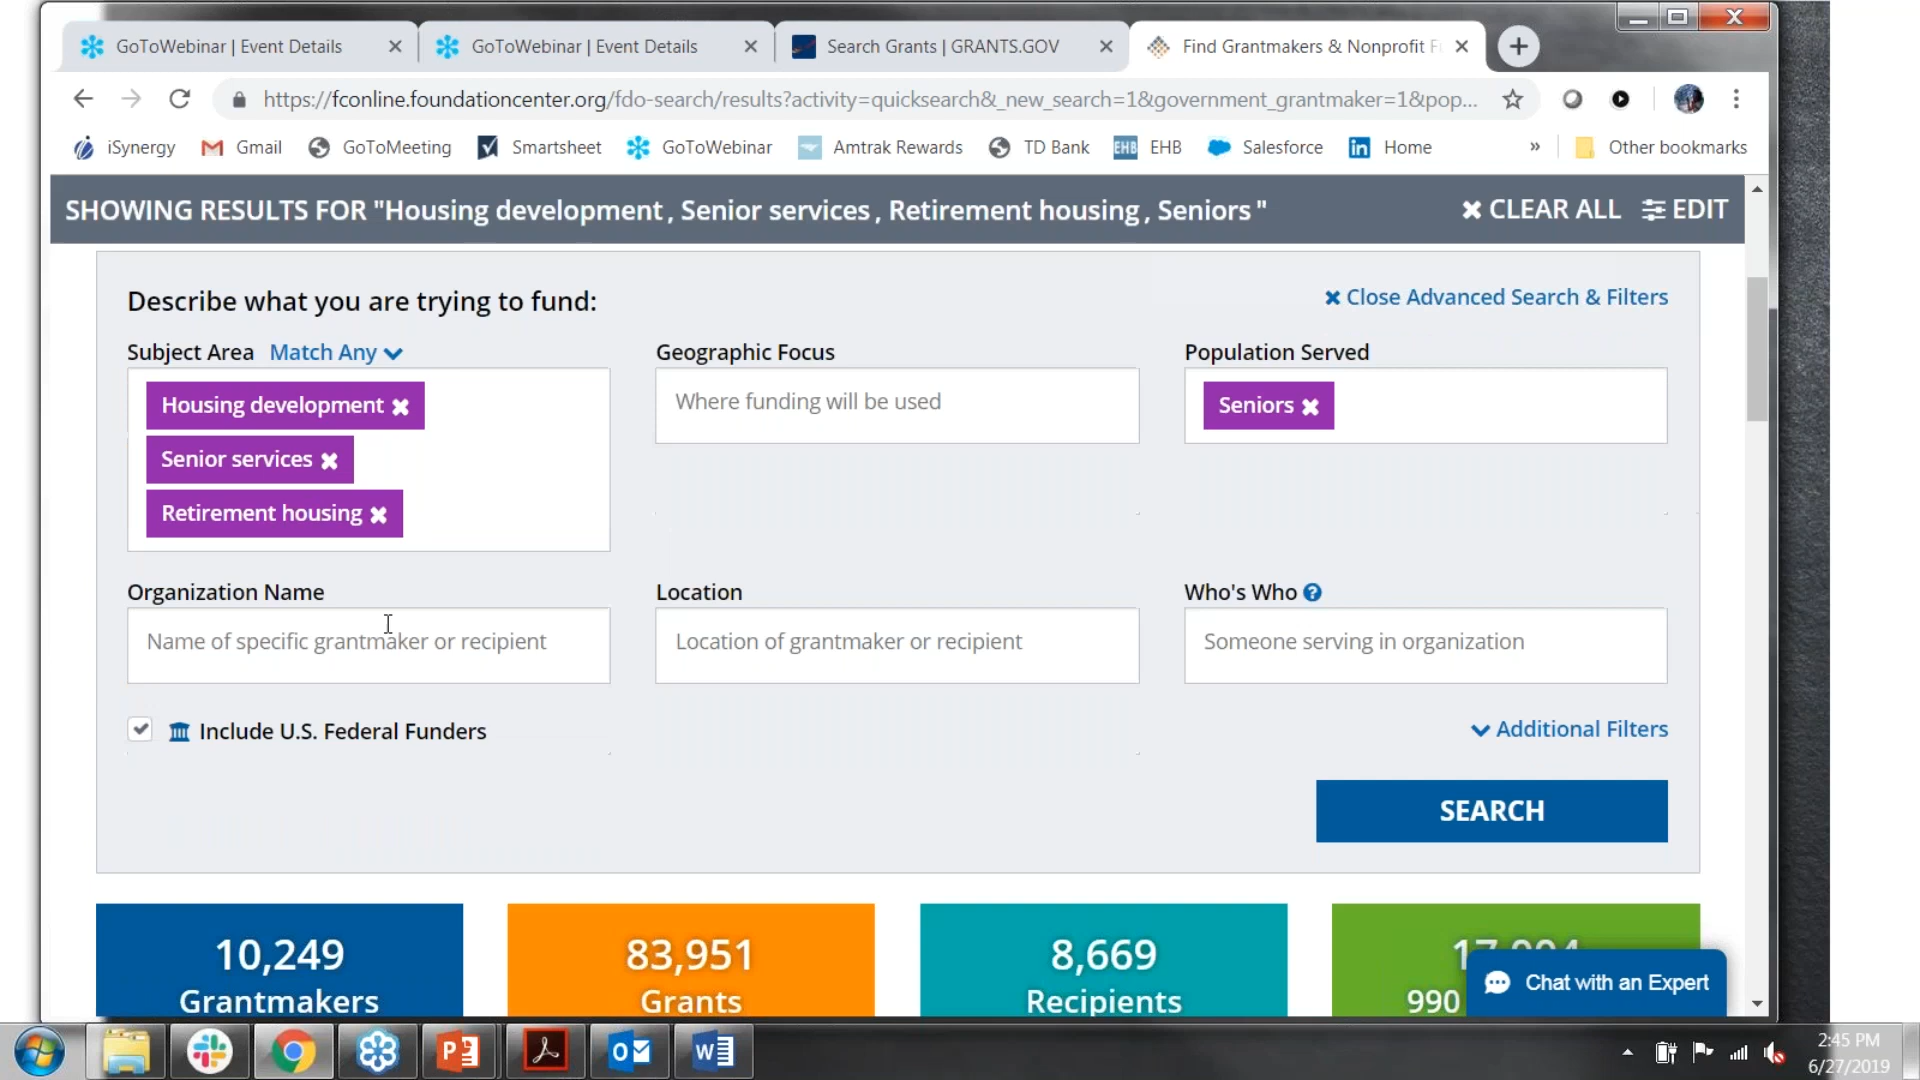 GoToWebinar | Event Details
GoToWebinar | Event Details
Search Grants | GRANTS.GOV
Find Grantmakers & Nonprofit F
https://fconline.foundationcenter.org/fdo-search/results?activity=quicksearch&_new_search=1&government_grantmaker=1&pop...
iSynergy
Gmail
GoToMeeting
Smartsheet
GoToWebinar
Amtrak Rewards
TD Bank
EHB EHB
Salesforce
Home
»
Other bookmarks
SHOWING RESULTS FOR "Housing development , Senior services , Retirement housing , Seniors "
CLEAR ALL
EDIT
Describe what you are trying to fund:
Close Advanced Search & Filters
Subject Area Match Any
Geographic Focus
Population Served
Housing development
Senior services
Retirement housing
Where funding will be used
Seniors
Organization Name
Location
Who's Who ?
Name of specific grantmaker or recipient
Location of grantmaker or recipient
Someone serving in organization
Include U.S. Federal Funders
Additional Filters
SEARCH
10,249
Grantmakers
83,951
Grants
8,669
Recipients
990
Chat with an Expert
2:45 PM
6/27/2019